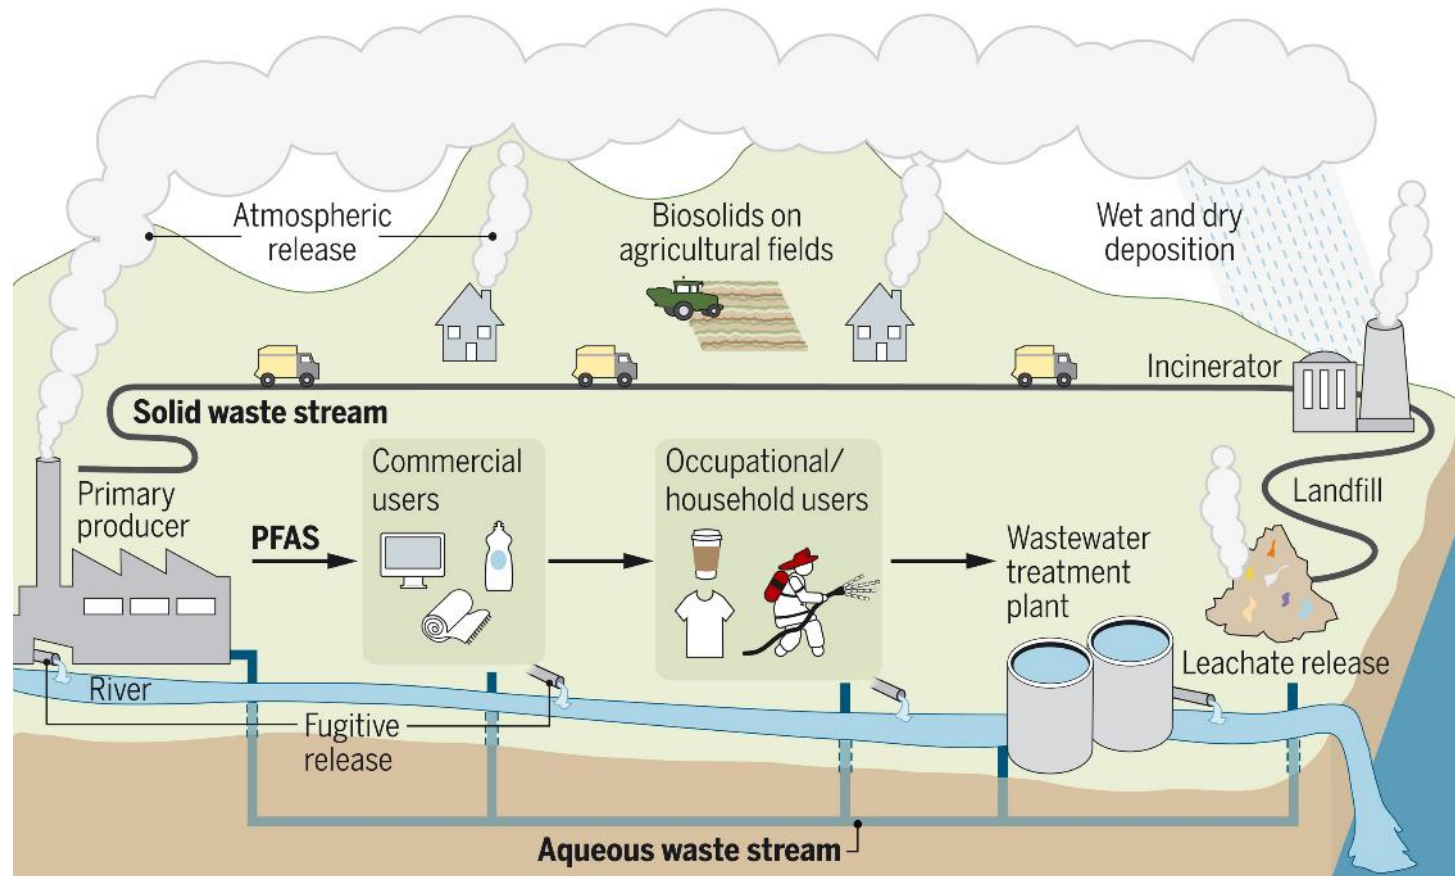 Atmospheric
release
Biosolids on
agricultural fields
Wet and dry
deposition
Incinerator
Solid waste stream
Commercial
users
Occupational/
household users
Primary
producer
Landfill
PFAS
Wastewater
treatment
plant
Leachate release
River
Fugitive
release
Aqueous waste stream